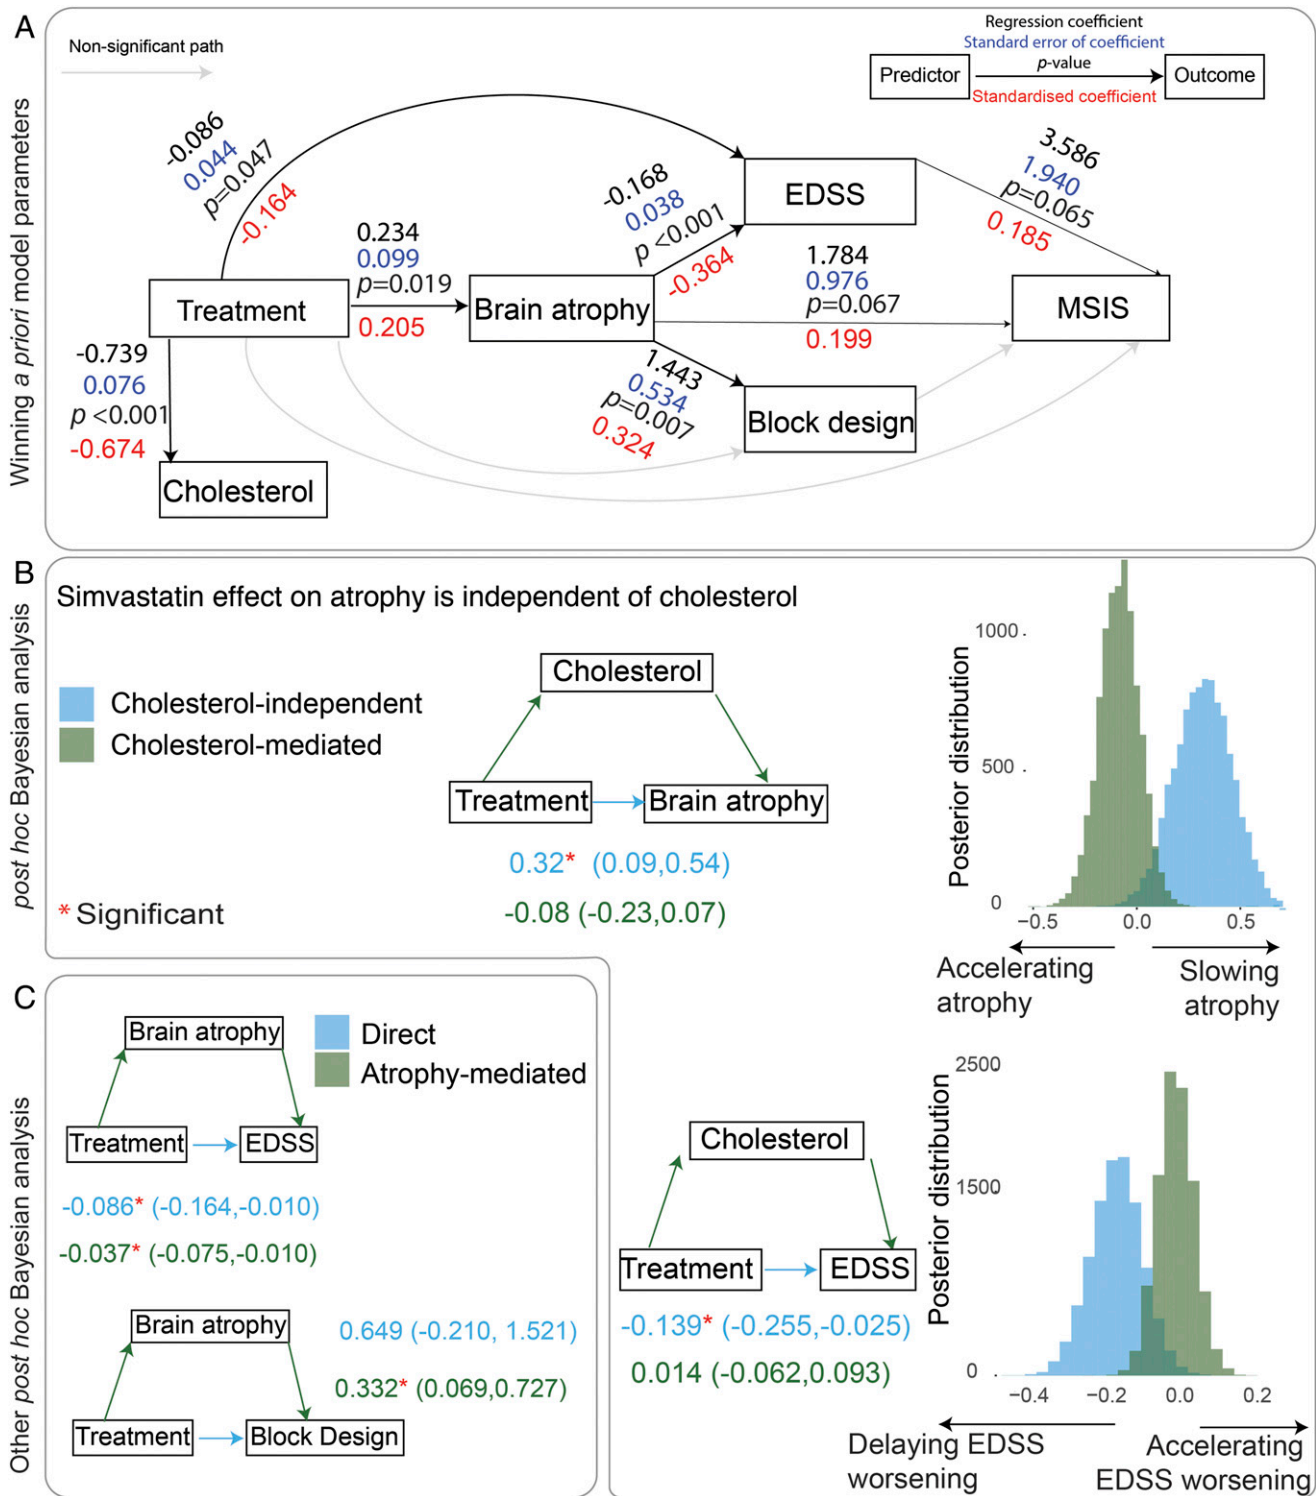 A
Winning a priori model parameters
Non-significant path
Regression coefficient
Standard error of coefficient
p-value
Predictor
Outcome
Standardised coefficient
-0.086
0.044
p=0.047
-0.164
0.234
0.099
p=0.019
0.205
-0.168
0.038
p <0.001
-0.364
EDSS
3.586
1.940
p=0.065
0.185
1.784
0.976
p=0.067
0.199
Treatment
Brain atrophy
MSIS
-0.739
0.076
p <0.001
-0.674
1.443
0.534
p=0.007
0.324
Block design
Cholesterol
B
post hoc Bayesian analysis
Simvastatin effect on atrophy is independent of cholesterol
Cholesterol-independent
Cholesterol-mediated
Cholesterol
Treatment
Brain atrophy
0.32* (0.09,0.54)
-0.08 (-0.23,0.07)
* Significant
Posterior distribution
1000
500
0
−0.5
0.0
0.5
Accelerating
atrophy
Slowing
atrophy
C
Other post hoc Bayesian analysis
Brain atrophy
Direct
Atrophy-mediated
Treatment
EDSS
-0.086* (-0.164,-0.010)
-0.037* (-0.075,-0.010)
Brain atrophy
0.649 (-0.210, 1.521)
0.332* (0.069,0.727)
Treatment
Block Design
Cholesterol
Treatment
EDSS
-0.139* (-0.255,-0.025)
0.014 (-0.062,0.093)
Posterior distribution
2500
1500
0
−0.4
−0.2
0.0
0.2
Delaying EDSS
worsening
Accelerating
EDSS worsening